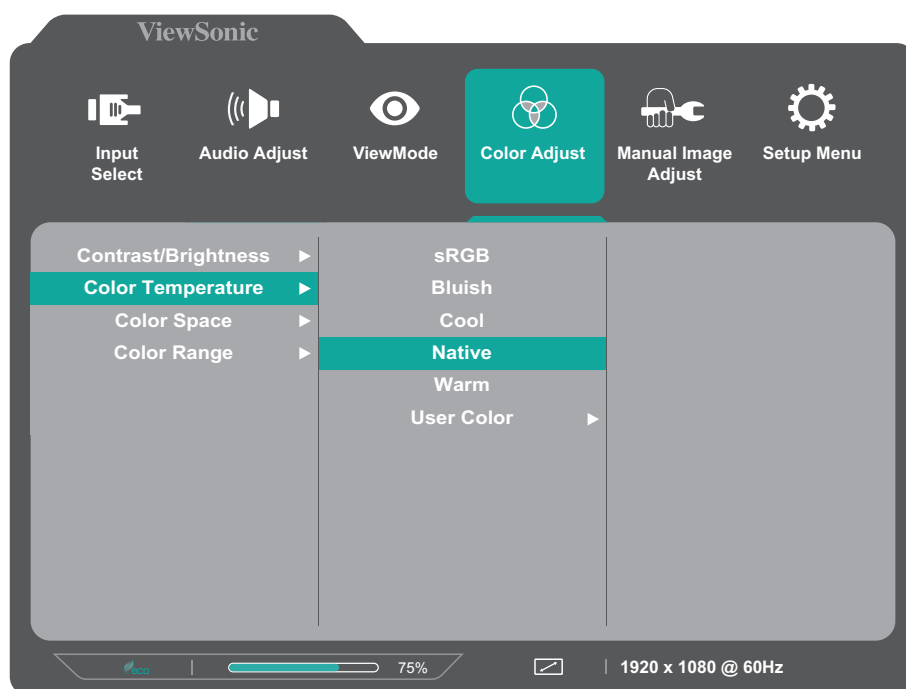 ViewSonic
Input Select
Audio Adjust
ViewMode
Color Adjust
Manual Image Adjust
Setup Menu
Contrast/Brightness
Color Temperature
Color Space
Color Range
sRGB
Bluish
Cool
Native
Warm
User Color
eco
75%
1920 x 1080 @ 60Hz